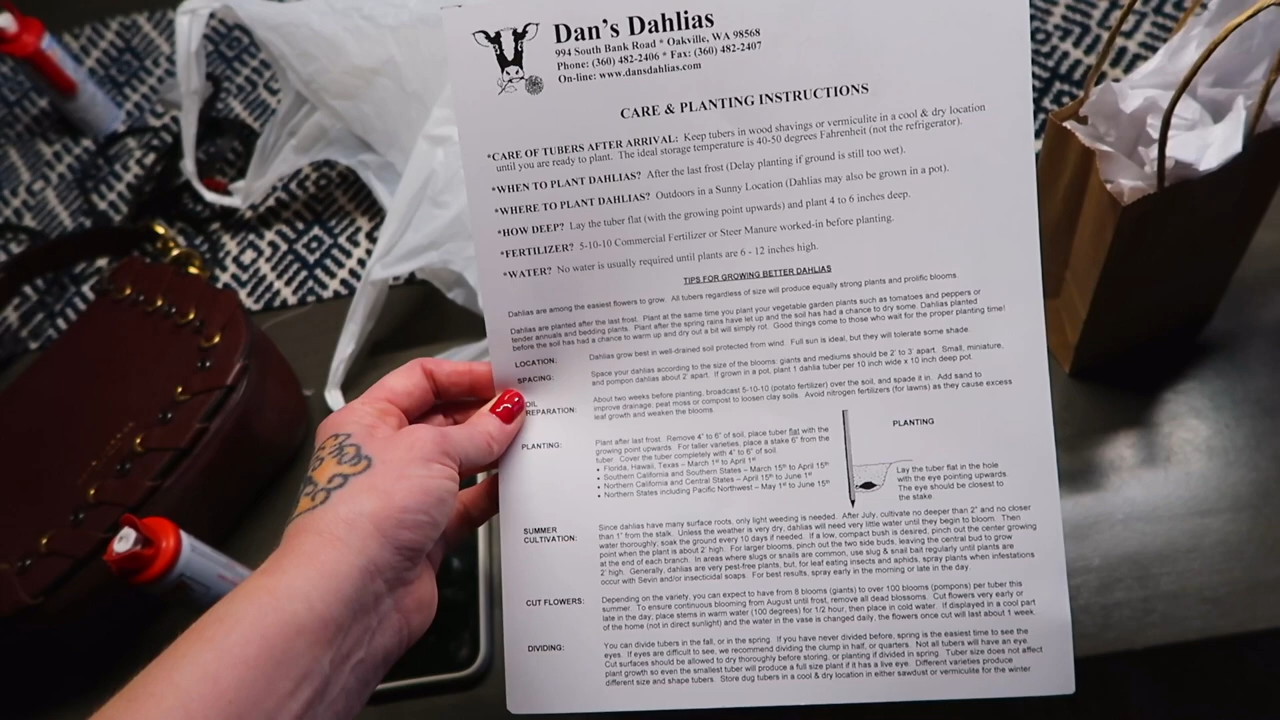 Dan's Dahlias
994 South Bank Road * Oakville, WA 98568
Phone: (360) 482-2406 * Fax: (360) 482-2407
On-line: www.dansdahlias.com
CARE & PLANTING INSTRUCTIONS
*CARE OF TUBERS AFTER ARRIVAL: Keep tubers in wood shavings or vermiculite in a cool & dry location
until you are ready to plant. The ideal storage temperature is 40-50 degrees Fahrenheit (not the refrigerator).
*WHEN TO PLANT DAHLIAS? After the last frost (Delay planting if ground is still too wet).
*WHERE TO PLANT DAHLIAS? Outdoors in a Sunny Location (Dahlias may also be grown in a pot).
*HOW DEEP? Lay the tuber flat (with the growing point upwards) and plant 4 to 6 inches deep.
*FERTILIZER? 5-10-10 Commercial Fertilizer or Steer Manure worked-in before planting.
*WATER? No water is usually required until plants are 6 - 12 inches high.
TIPS FOR GROWING BETTER DAHLIAS
Dahlias are among the easiest flowers to grow. All tubers regardless of size will produce equally strong plants and prolific blooms
Dahlias are planted after the last frost. Plant at the same time you plant your vegetable garden plants such as tomatoes and peppers or
tender annuals and bedding plants. Plant after the spring rains have let up and the soil has had a chance to dry some. Dahlias planted
before the soil has had a chance to warm up and dry out a bit will simply rot. Good things come to those who wait for the proper planting time!
LOCATION: Dahlias grow best in well-drained soil protected from wind. Full sun is ideal, but they will tolerate some shade.
SPACING: Space your dahlias according to the size of the blooms: giants and mediums should be 2' to 3' apart. Small, miniature,
and pompon dahlias about 2' apart. If grown in a pot, plant 1 dahlia tuber per 10 inch wide x 10 inch deep pot.
OIL
REPARATION: About two weeks before planting, broadcast 5-10-10 (potato fertilizer) over the soil, and spade it in. Add sand to
improve drainage; peat moss or compost to loosen clay soils. Avoid nitrogen fertilizers (for lawns) as they cause excess
leaf growth and weaken the blooms.
PLANTING: Plant after last frost. Remove 4" to 6" of soil, place tuber flat with the
growing point upwards. For taller varieties, place a stake 6" from the
tuber. Cover the tuber completely with 4" to 6" of soil.
• Florida, Hawaii, Texas – March 1st to April 1st
• Southern California and Southern States – March 15th to April 15th
• Northern California and Central States – April 15th to June 1st
• Northern States including Pacific Northwest – May 1st to June 15th
PLANTING
Lay the tuber flat in the hole
with the eye pointing upwards.
The eye should be closest to
the stake.
SUMMER
CULTIVATION: Since dahlias have many surface roots, only light weeding is needed. After July, cultivate no deeper than 2" and no closer
than 1" from the stalk. Unless the weather is very dry, dahlias will need very little water until they begin to bloom. Then
water thoroughly; soak the ground every 10 days if needed. If a low, compact bush is desired, pinch out the center growing
point when the plant is about 2' high. For larger blooms, pinch out the two side buds, leaving the central bud to grow
at the end of each branch. In areas where slugs or snails are common, use slug & snail bait regularly until plants are
2' high. Generally, dahlias are very pest-free plants, but, for leaf eating insects and aphids, spray plants when infestations
occur with Sevin and/or insecticidal soaps. For best results, spray early in the morning or late in the day.
CUT FLOWERS: Depending on the variety, you can expect to have from 8 blooms (giants) to over 100 blooms (pompons) per tuber this
summer. To ensure continuous blooming from August until frost, remove all dead blossoms. Cut flowers very early or
late in the day, place stems in warm water (100 degrees) for 1/2 hour, then place in cold water. If displayed in a cool part
of the home (not in direct sunlight) and the water in the vase is changed daily, the flowers once cut will last about 1 week.
DIVIDING: You can divide tubers in the fall, or in the spring. If you have never divided before, spring is the easiest time to see the
eyes. If eyes are difficult to see, we recommend dividing the clump in half, or quarters. Not all tubers will have an eye.
Cut surfaces should be allowed to dry thoroughly before storing, or planting if divided in spring. Tuber size does not affect
plant growth so even the smallest tuber will produce a full size plant if it has a live eye. Different varieties produce
different size and shape tubers. Store dug tubers in a cool & dry location in either sawdust or vermiculite for the winter